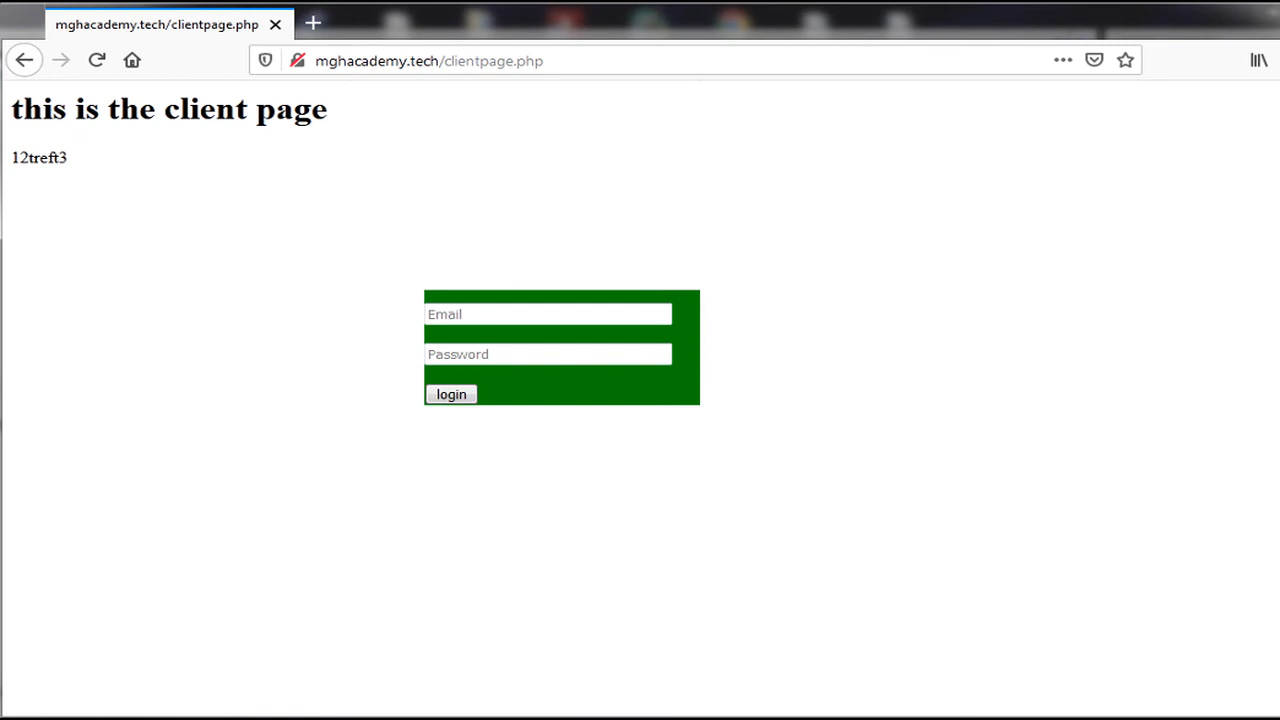 mghacademy.tech/clientpage.php
mghacademy.tech/clientpage.php
this is the client page
12treft3
Email
Password
login